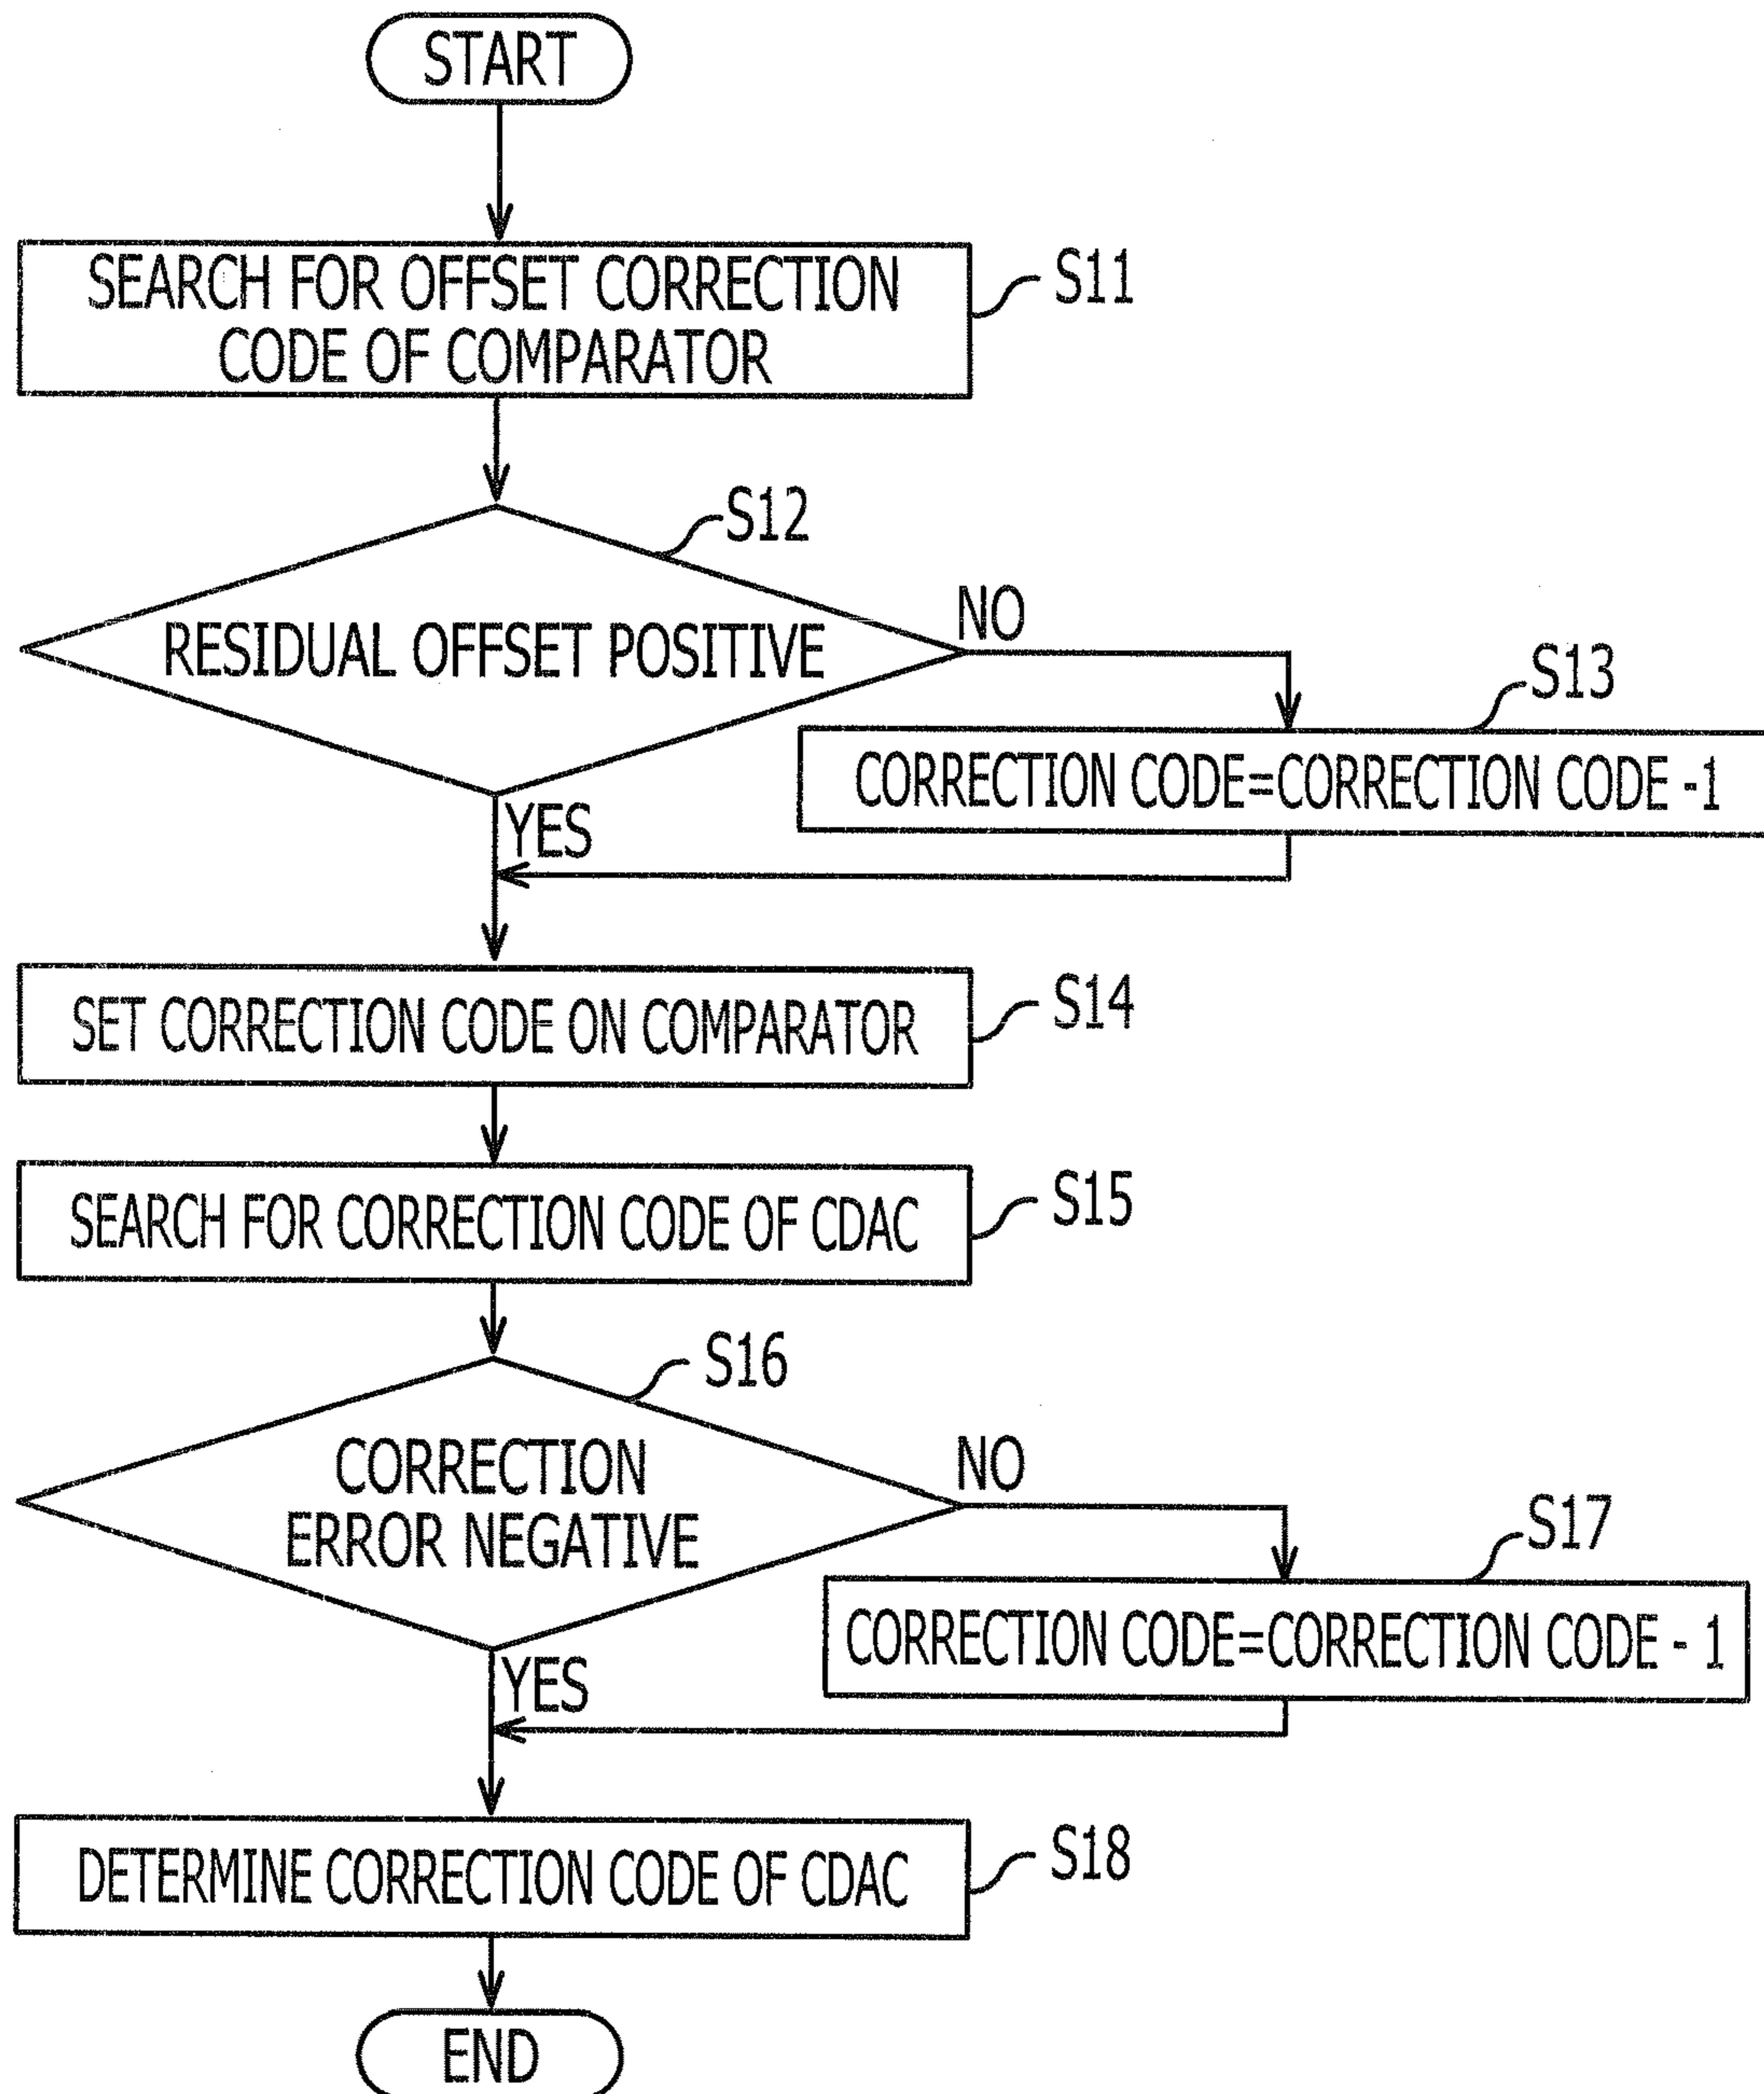 START
SEARCH FOR OFFSET CORRECTION
CODE OF COMPARATOR
S11
S12
RESIDUAL OFFSET POSITIVE
NO
S13
CORRECTION CODE=CORRECTION CODE -1
YES
SET CORRECTION CODE ON COMPARATOR
S14
SEARCH FOR CORRECTION CODE OF CDAC
S15
S16
CORRECTION
ERROR NEGATIVE
NO
S17
CORRECTION CODE=CORRECTION CODE - 1
YES
DETERMINE CORRECTION CODE OF CDAC
S18
END